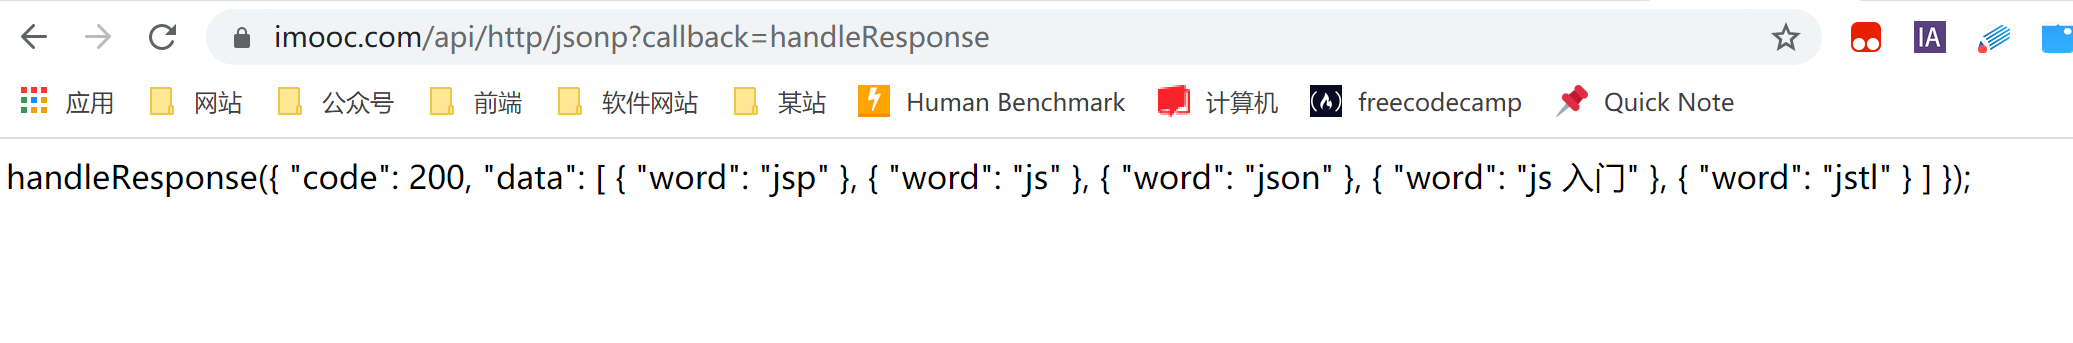 imooc.com/api/http/jsonp?callback=handleResponse IA
应用 网站 公众号 前端 软件网站 某站 Human Benchmark 计算机 freecodecamp Quick Note
handleResponse({ "code": 200, "data": [ { "word": "jsp" }, { "word": "js" }, { "word": "json" }, { "word": "js 入门" }, { "word": "jstl" } ] });